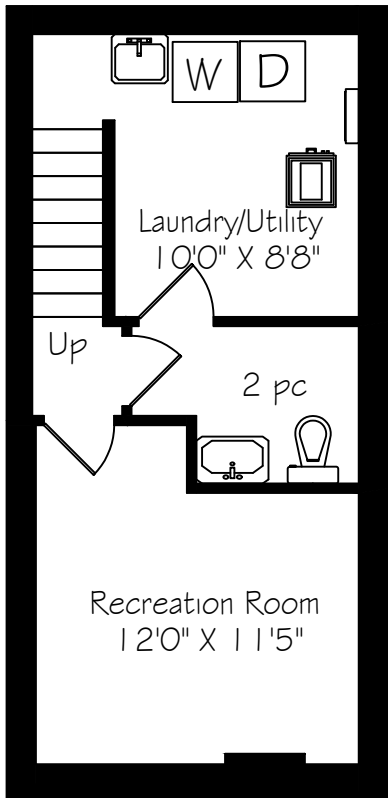 W D
Laundry/Utility
10'0" X 8'8"
Up
2 pc
Recreation Room
12'0" X 11'5"